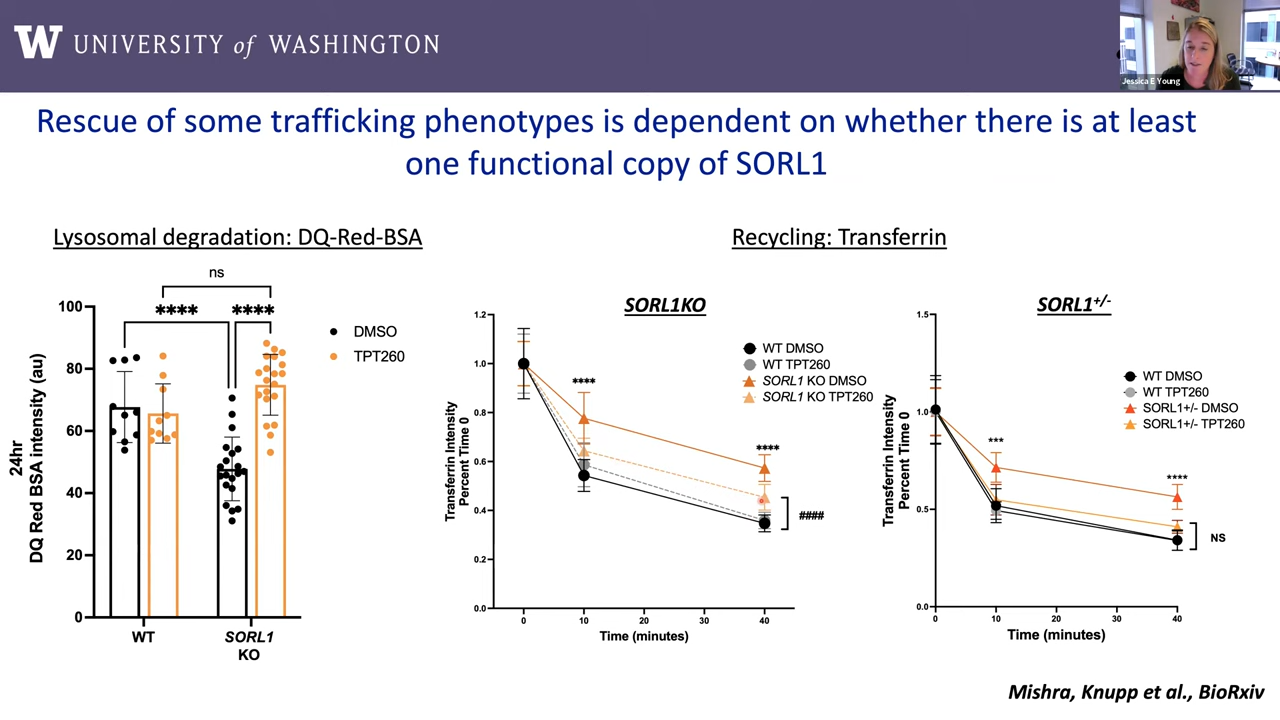 W UNIVERSITY of WASHINGTON
Jessica E Young
Rescue of some trafficking phenotypes is dependent on whether there is at least
one functional copy of SORL1
Lysosomal degradation: DQ-Red-BSA
ns
**** ****
100
80
60
40
20
0
24hr
DQ Red BSA intensity (au)
WT
SORL1
KO
DMSO
TPT260
Recycling: Transferrin
SORL1KO
1.2
1.0
0.8
0.6
0.4
0.2
0.0
Transferrin Intensity
Percent Time 0
****
****
####
WT DMSO
WT TPT260
SORL1 KO DMSO
SORL1 KO TPT260
0 10 20 30 40
Time (minutes)
SORL1+/-
1.5
1.0
0.5
0.0
Transferrin Intensity
Percent Time 0
***
****
NS
WT DMSO
WT TPT260
SORL1+/- DMSO
SORL1+/- TPT260
0 10 20 30 40
Time (minutes)
Mishra, Knupp et al., BioRxiv